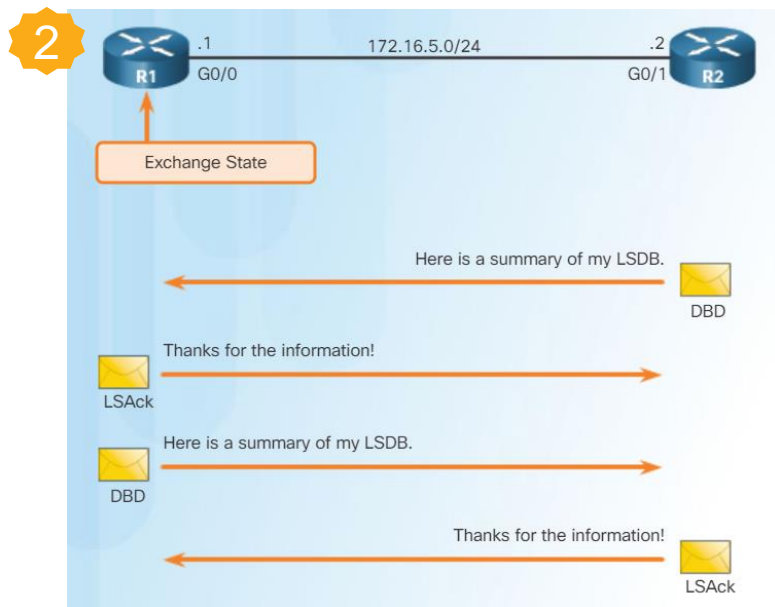 2
.1
172.16.5.0/24
.2
R1
G0/0
G0/1
R2
Exchange State
Here is a summary of my LSDB.
DBD
Thanks for the information!
LSAck
Here is a summary of my LSDB.
DBD
Thanks for the information!
LSAck